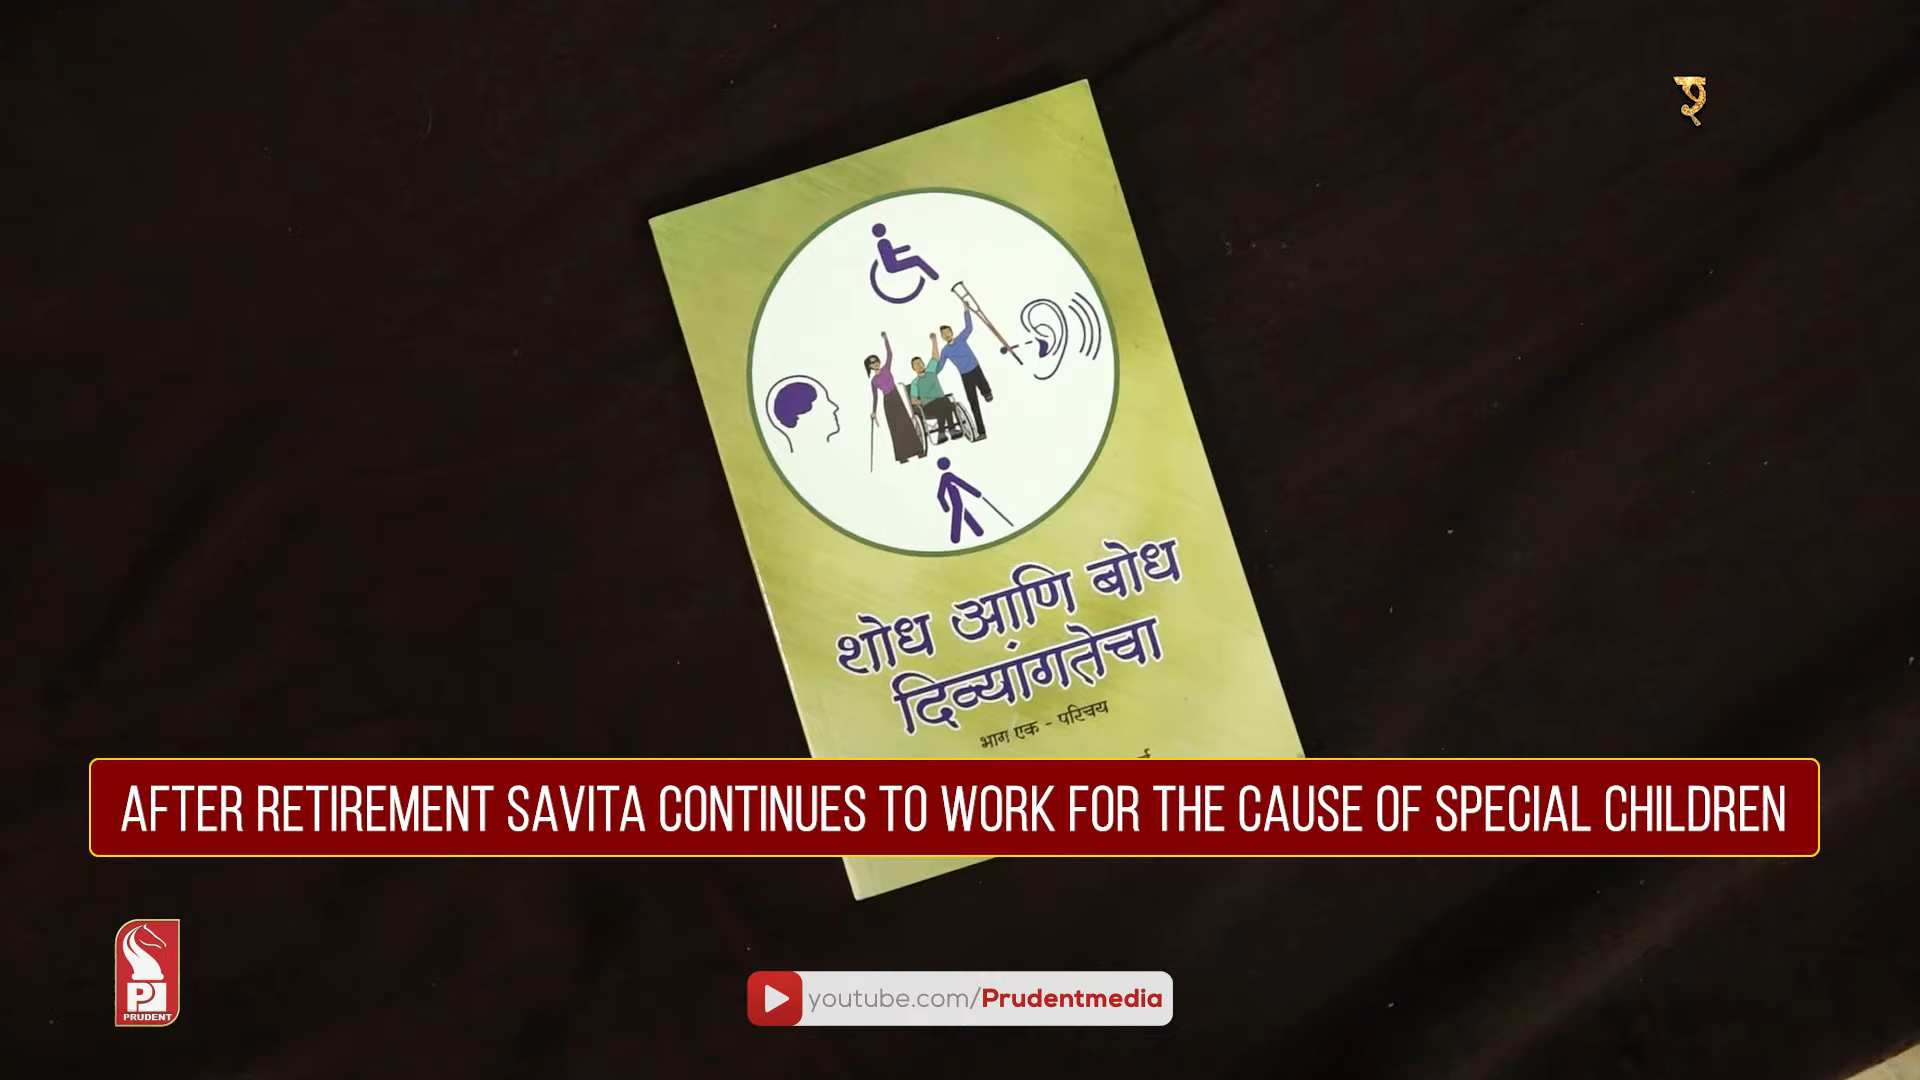 शोध आणि बोध
दिव्यांगतेचा
भाग एक - परिचय
AFTER RETIREMENT SAVITA CONTINUES TO WORK FOR THE CAUSE OF SPECIAL CHILDREN
P
PRUDENT
youtube.com/Prudentmedia